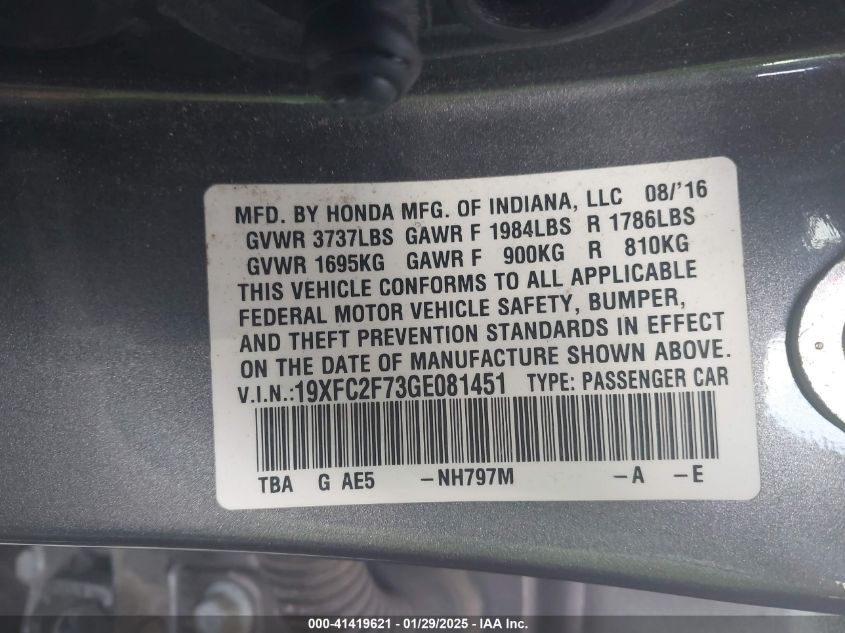 MFD. BY HONDA MFG. OF INDIANA, LLC 08/'16
GVWR 3737LBS GAWR F 1984LBS R 1786LBS
GVWR 1695KG GAWR F 900KG R 810KG
THIS VEHICLE CONFORMS TO ALL APPLICABLE
FEDERAL MOTOR VEHICLE SAFETY, BUMPER,
AND THEFT PREVENTION STANDARDS IN EFFECT
ON THE DATE OF MANUFACTURE SHOWN ABOVE.
V.I.N.:19XFC2F73GE081451 TYPE: PASSENGER CAR
TBA G AE5 -NH797M -A -E
000-41419621 - 01/29/2025 - IAA Inc.